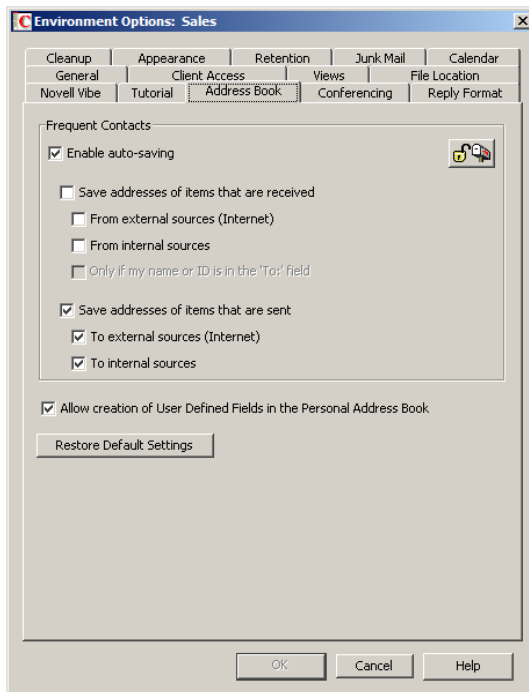 Environment Options: Sales
Cleanup Appearance Retention Junk Mail Calendar
General Client Access Views File Location
Novell Vibe Tutorial Address Book Conferencing Reply Format
Frequent Contacts
Enable auto-saving
Save addresses of items that are received
From external sources (Internet)
From internal sources
Only if my name or ID is in the 'To:' field
Save addresses of items that are sent
To external sources (Internet)
To internal sources
Allow creation of User Defined Fields in the Personal Address Book
Restore Default Settings
OK Cancel Help